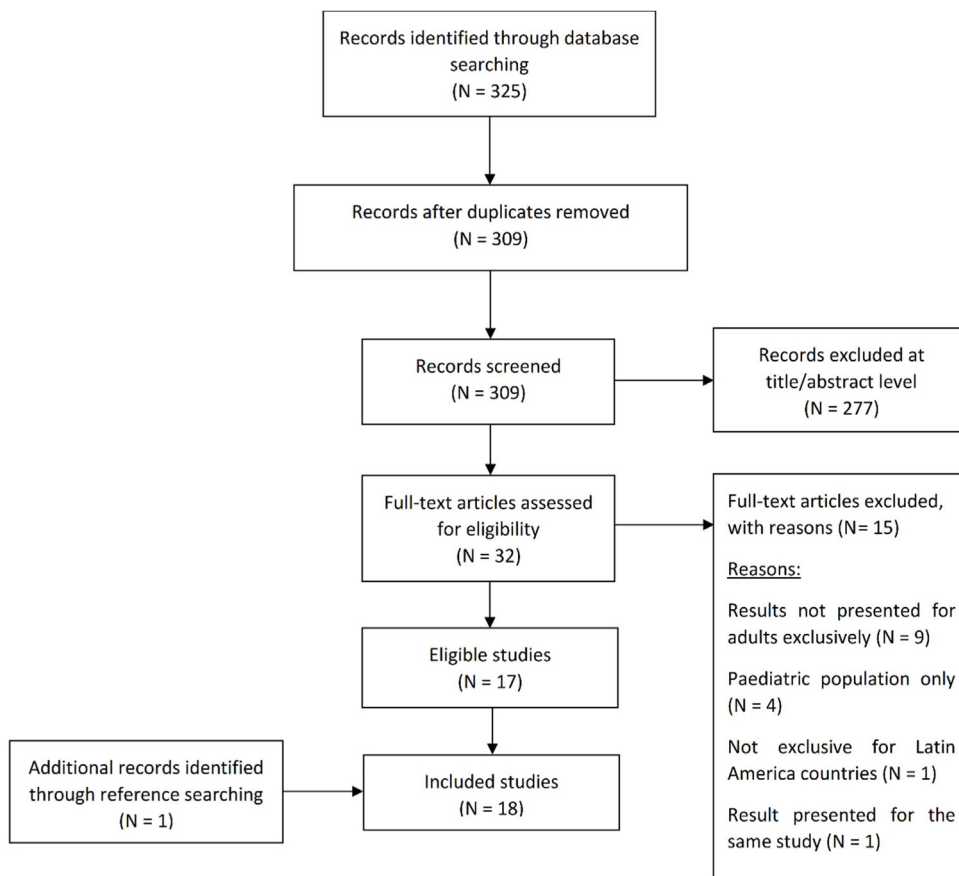 Records identified through database
searching
(N = 325)
Records after duplicates removed
(N = 309)
Records screened
(N = 309)
Records excluded at
title/abstract level
(N = 277)
Full-text articles assessed
for eligibility
(N = 32)
Full-text articles excluded,
with reasons (N= 15)
Reasons:
Results not presented for
adults exclusively (N = 9)
Paediatric population only
(N = 4)
Not exclusive for Latin
America countries (N = 1)
Result presented for the
same study (N = 1)
Eligible studies
(N = 17)
Additional records identified
through reference searching
(N = 1)
Included studies
(N = 18)